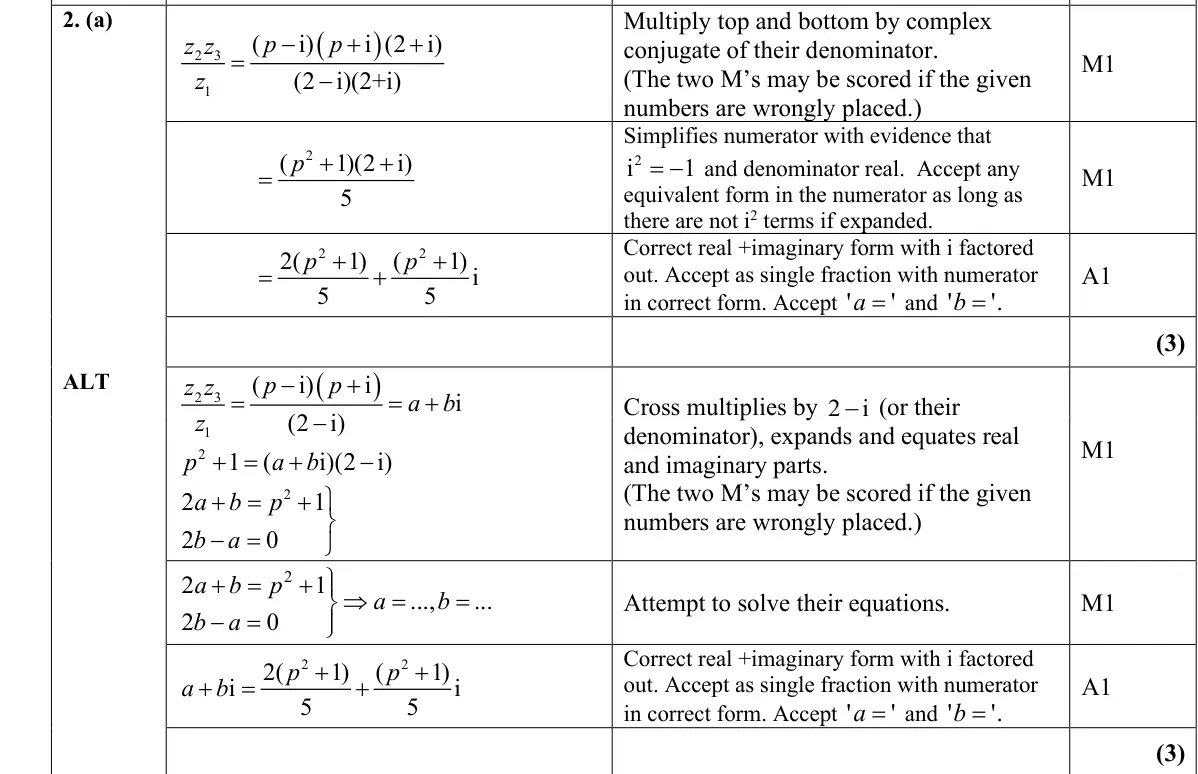 2. (a)
z₂z₃/z₁ = (p − i)(p + i)(2 + i)/(2 − i)(2+i)
Multiply top and bottom by complex
conjugate of their denominator.
(The two M’s may be scored if the given
numbers are wrongly placed.)
M1
= (p² + 1)(2 + i)/5
Simplifies numerator with evidence that
i² = −1 and denominator real. Accept any
equivalent form in the numerator as long as
there are not i² terms if expanded.
M1
= 2(p² + 1)/5 + (p² + 1)/5 i
Correct real +imaginary form with i factored
out. Accept as single fraction with numerator
in correct form. Accept 'a = ' and 'b = '.
A1
(3)
ALT
z₂z₃/z₁ = (p − i)(p + i)/(2 − i) = a + bi
p² + 1 = (a + bi)(2 − i)
2a + b = p² + 1
2b − a = 0 }
Cross multiplies by 2 − i (or their
denominator), expands and equates real
and imaginary parts.
(The two M’s may be scored if the given
numbers are wrongly placed.)
M1
2a + b = p² + 1
2b − a = 0 } ⇒ a = ..., b = ...
Attempt to solve their equations.
M1
a + bi = 2(p² + 1)/5 + (p² + 1)/5 i
Correct real +imaginary form with i factored
out. Accept as single fraction with numerator
in correct form. Accept 'a = ' and 'b = '.
A1
(3)